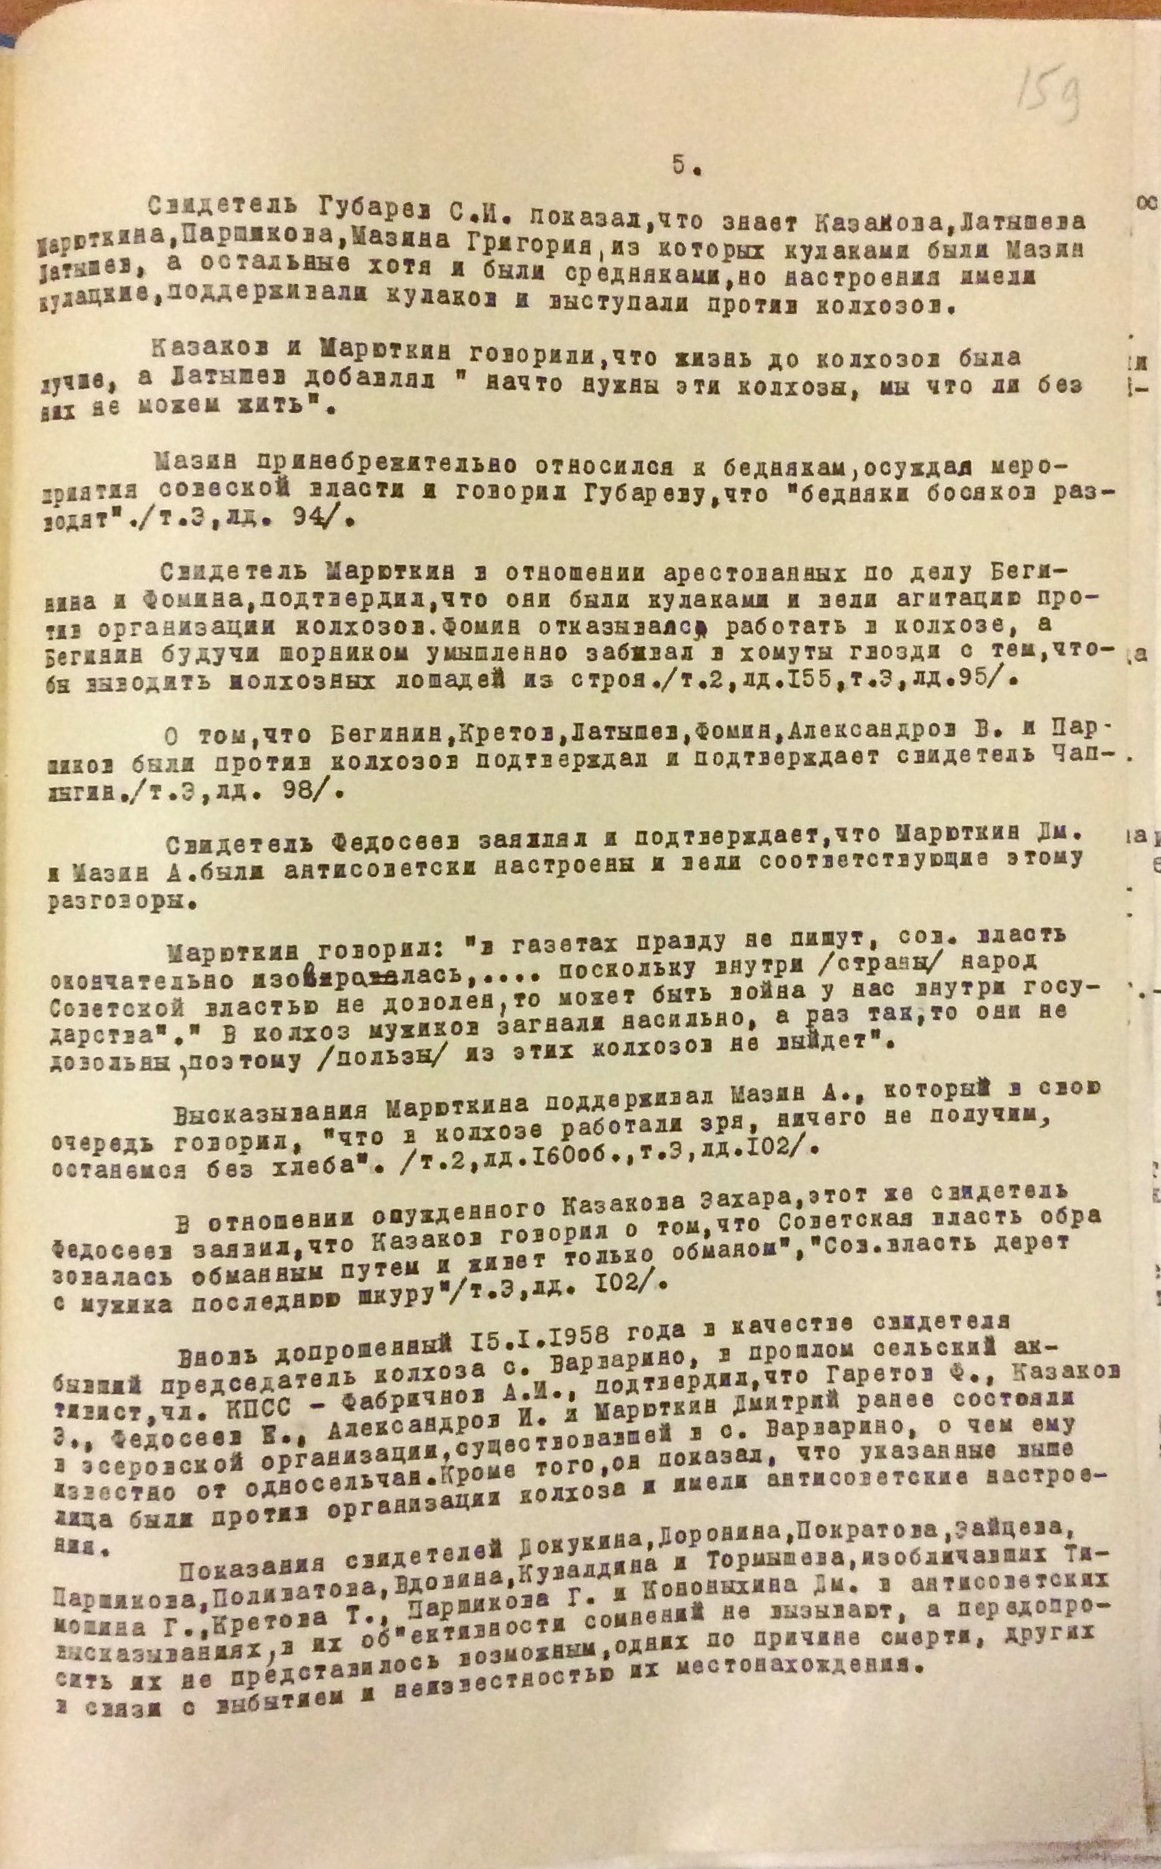 159
5.
Свидетель Губарев С.И. показал,что знает Казакова,Латышева
Марюткина,Паршикова,Мазина Григория,из которых кулаками были Мазин
Латышев, а остальные хотя и были средняками,но настроения имели
кулацкие,поддерживали кулаков и выступали против колхозов.
Казаков и Марюткин говорили,что жизнь до колхозов была
лучше, а Латышев добавлял " начто нужны эти колхозы, мы что ли без
них не можем жить".
Мазин принебрежительно относился к беднякам,осуждая меро-
приятия совеской власти и говорил Губареву,что "бедняки босяков раз-
водят"./т.3,лд. 94/.
Свидетель Марюткин в отношении арестованных по делу Беги-
нина и Фомина,подтвердил,что они были кулаками и вели агитацию про-
тив организации колхозов.Фомин отказывался работать в колхозе, а
Бегинин будучи шорником умышленно забивал в хомуты гвозди с тем,что-
бы выводить колхозных лошадей из строя./т.2,лд.155,т.3,лд.95/.
О том,что Бегинин,Кретов,Латышев,Фомин,Александров В. и Пар-
шиков были против колхозов подтверждал и подтверждает свидетель Чап-
лыгин./т.3,лд. 98/.
Свидетель Федосеев заявлял и подтверждает,что Марюткин Дм.
и Мазин А.были антисоветски настроены и вели соответствующие этому
разговоры.
Марюткин говорил: "в газетах правду не пишут, сов. власть
окончательно изовралась,.... поскольку внутри /страны/ народ
Советской властью не доволен,то может быть война у нас внутри госу-
дарства"." В колхоз мужиков загнали насильно, а раз так,то они не
довольны,поэтому /пользы/ из этих колхозов не выйдет".
Высказывания Марюткина поддерживал Мазин А., который в свою
очередь говорил, "что в колхозе работали зря, ничего не получим,
останемся без хлеба". /т.2,лд.160об.,т.3,лд.102/.
В отношении осужденного Казакова Захара,этот же свидетель
Федосеев заявил,что Казаков говорил о том,что Советская власть обра
зовалась обманным путем и живет только обманом","Сов.власть дерет
с мужика последнюю шкуру"/т.3,лд. 102/.
Вновь допрошенный 15.1.1958 года в качестве свидетеля
бывший председатель колхоза с. Варварино, в прошлом сельский ак-
тивист,чл. КПСС - Фабричнов А.И., подтвердил,что Гаретов Ф., Казаков
З., Федосеев Е., Александров И. и Марюткин Дмитрий ранее состояли
в эсеровской организации,существовавшей в с. Варварино, о чем ему
известно от односельчан.Кроме того,он показал, что указанные выше
лица были против организации колхоза и имели антисоветские настрое-
ния.
Показания свидетелей Докукина,Доронина,Пократова,Зайцева,
Паршикова,Поливатова,Вдовина,Кувалдина и Тормышева,изобличавших Ти-
мошина Г.,Кретова Т., Паршикова Г. и Кононыхина Дм. в антисоветских
высказываниях,в их об"ективности сомнений не вызывают, а передопро-
сить их не представилось возможным,одних по причине смерти, других
в связи с выбытием и неизвестностью их местонахождения.